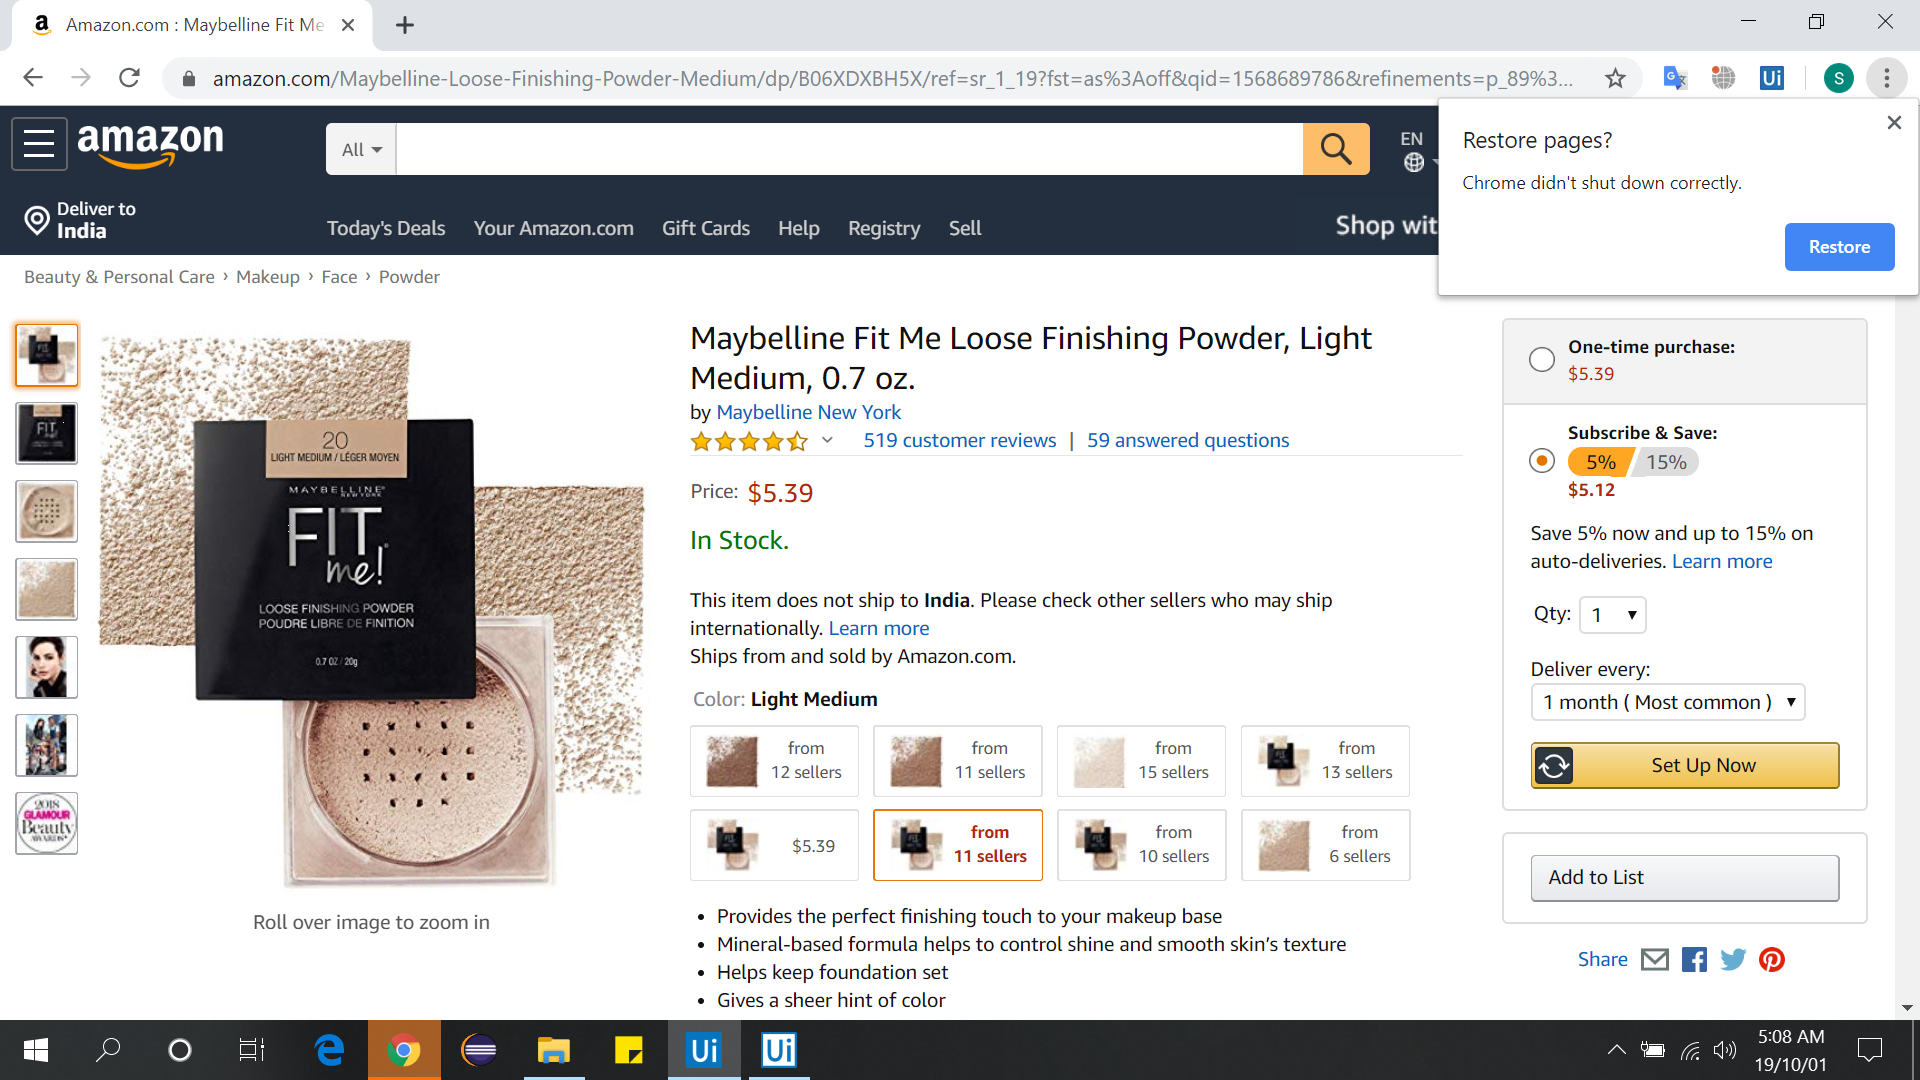 Amazon.com : Maybelline Fit Me
amazon.com/Maybelline-Loose-Finishing-Powder-Medium/dp/B06XDXBH5X/ref=sr_1_19?fst=as%3Aoff&qid=1568689786&refinements=p_89%3...
Ui
S
Restore pages?
Chrome didn't shut down correctly.
Restore
amazon
All
EN
Deliver to
India
Today's Deals
Your Amazon.com
Gift Cards
Help
Registry
Sell
Shop wit
Beauty & Personal Care › Makeup › Face › Powder
20
LIGHT MEDIUM / LÉGER MOYEN
MAYBELLINE
NEW YORK
FIT
me!
LOOSE FINISHING POWDER
POUDRE LIBRE DE FINITION
0.7 OZ / 20g
2018
GLAMOUR
Beauty
AWARDS
Roll over image to zoom in
Maybelline Fit Me Loose Finishing Powder, Light
Medium, 0.7 oz.
by Maybelline New York
519 customer reviews | 59 answered questions
Price: $5.39
In Stock.
This item does not ship to India. Please check other sellers who may ship
internationally. Learn more
Ships from and sold by Amazon.com.
Color: Light Medium
from
12 sellers
from
11 sellers
from
15 sellers
from
13 sellers
$5.39
from
11 sellers
from
10 sellers
from
6 sellers
• Provides the perfect finishing touch to your makeup base
• Mineral-based formula helps to control shine and smooth skin’s texture
• Helps keep foundation set
• Gives a sheer hint of color
One-time purchase:
$5.39
Subscribe & Save:
5% 15%
$5.12
Save 5% now and up to 15% on
auto-deliveries. Learn more
Qty: 1
Deliver every:
1 month ( Most common )
Set Up Now
Add to List
Share
Ui
Ui
5:08 AM
19/10/01